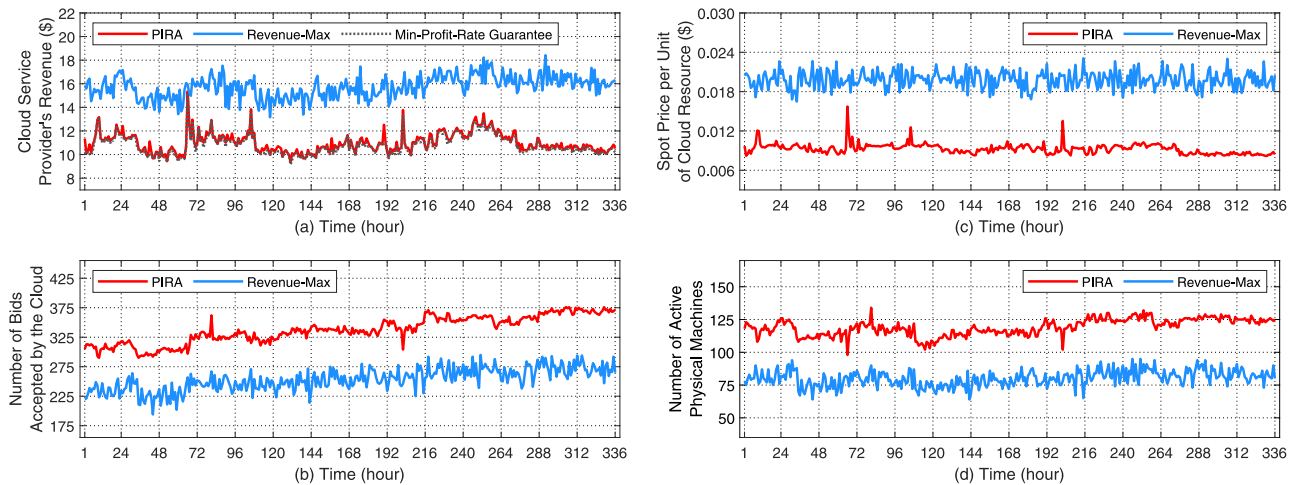 Cloud Service
Provider's Revenue ($)
22
20
18
16
14
12
10
8
PIRA Revenue-Max Min-Profit-Rate Guarantee
1 24 48 72 96 120 144 168 192 216 240 264 288 312 336
(a) Time (hour)
Spot Price per Unit
of Cloud Resource ($)
0.030
0.024
0.018
0.012
0.006
PIRA Revenue-Max
1 24 48 72 96 120 144 168 192 216 240 264 288 312 336
(c) Time (hour)
Number of Bids
Accepted by the Cloud
425
375
325
275
225
175
PIRA Revenue-Max
1 24 48 72 96 120 144 168 192 216 240 264 288 312 336
(b) Time (hour)
Number of Active
Physical Machines
150
125
100
75
50
PIRA Revenue-Max
1 24 48 72 96 120 144 168 192 216 240 264 288 312 336
(d) Time (hour)